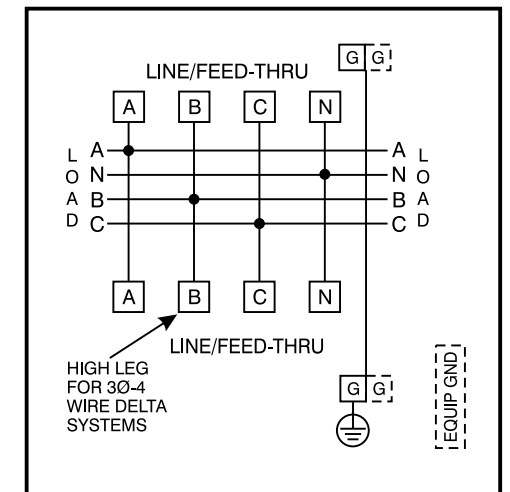 G G
LINE/FEED-THRU
A B C N
L O A D
A A
N N
B B
C C
L O A D
A B C N
LINE/FEED-THRU
HIGH LEG
FOR 3Ø-4
WIRE DELTA
SYSTEMS
G G
EQUIP GND